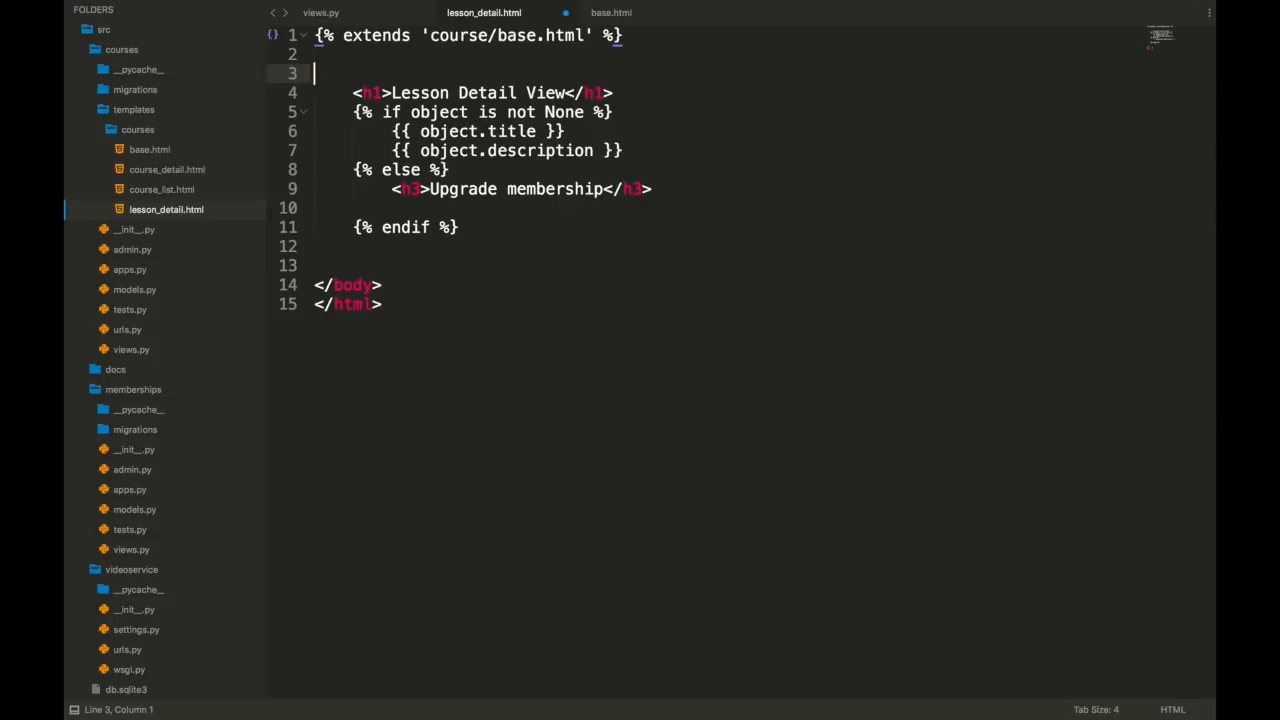 FOLDERS
src
courses
__pycache__
migrations
templates
courses
base.html
course_detail.html
course_list.html
lesson_detail.html
__init__.py
admin.py
apps.py
models.py
tests.py
urls.py
views.py
docs
memberships
__pycache__
migrations
__init__.py
admin.py
apps.py
models.py
tests.py
views.py
videoservice
__pycache__
__init__.py
settings.py
urls.py
wsgi.py
db.sqlite3
views.py lesson_detail.html base.html
{} 1 {% extends 'course/base.html' %}
2
3
4 <h1>Lesson Detail View</h1>
5 {% if object is not None %}
6 {{ object.title }}
7 {{ object.description }}
8 {% else %}
9 <h3>Upgrade membership</h3>
10
11 {% endif %}
12
13
14 </body>
15 </html>
Line 3, Column 1 Tab Size: 4 HTML